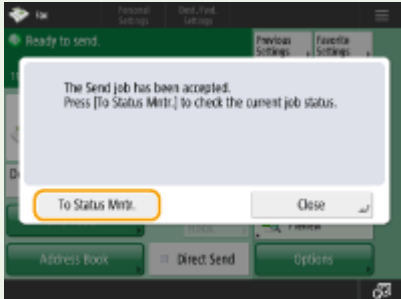 Fax
Personal Settings
Dest./Fwd. Settings
Ready to send.
Previous Settings
Favorite Settings
The Send job has been accepted.
Press [To Status Mntr.] to check the current job status.
To Status Mntr.
Close
Address Book
Direct Send
Options